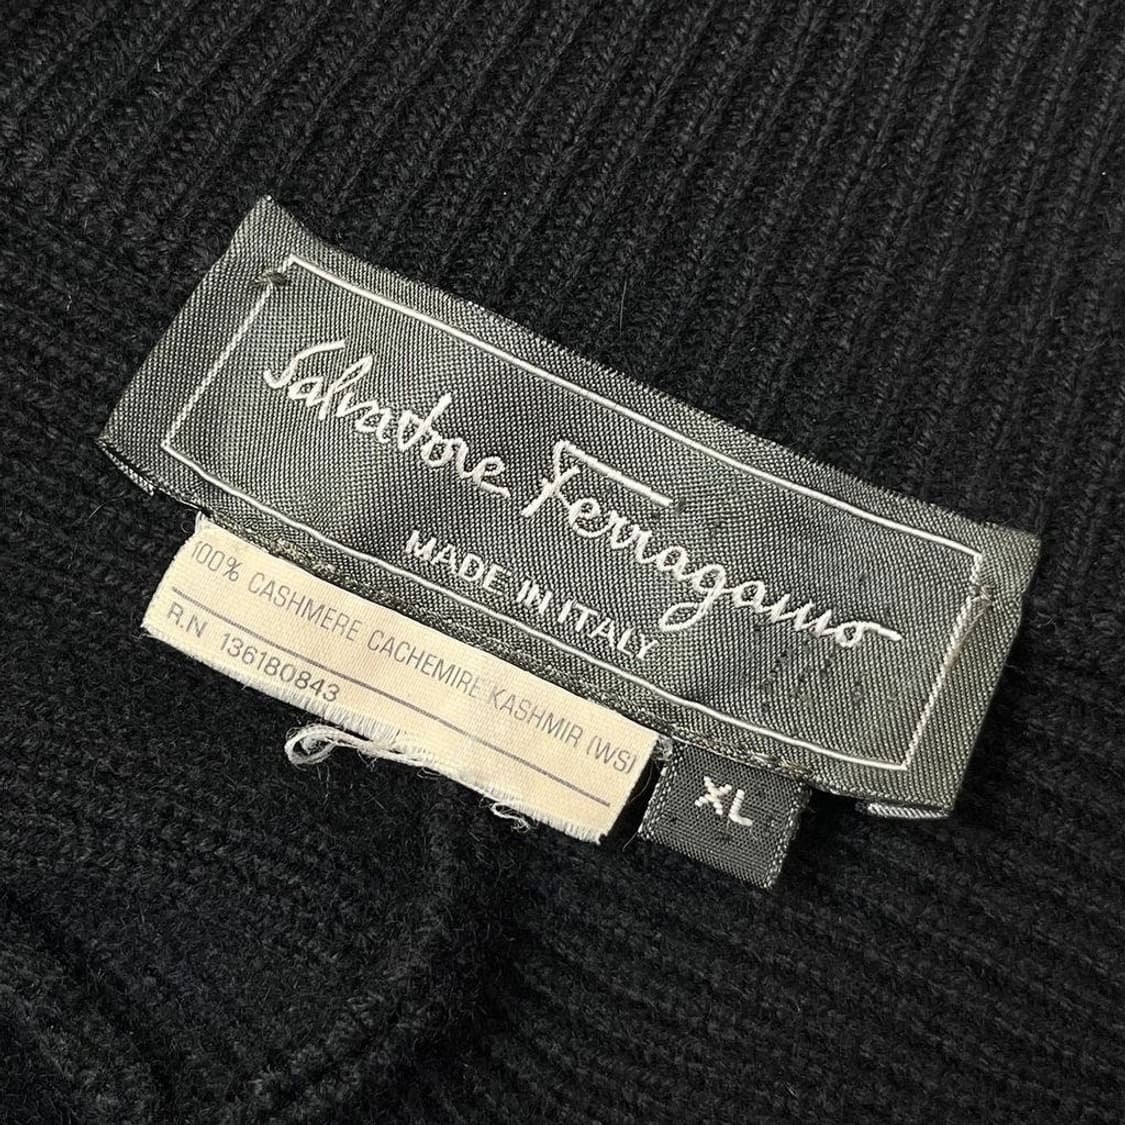 Salvatore Ferragamo
MADE IN ITALY
100% CASHMERE CACHEMIRE KASHMIR (WS)
R.N 136180843
XL